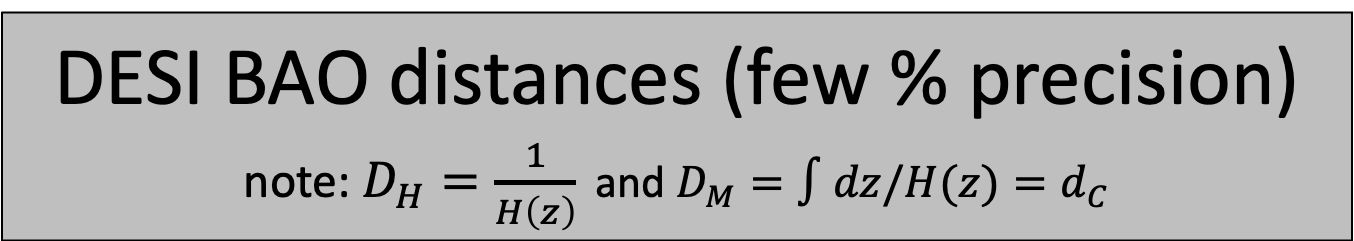 DESI BAO distances (few % precision)
note: D_H = 1/H(z) and D_M = ∫ dz/H(z) = d_C